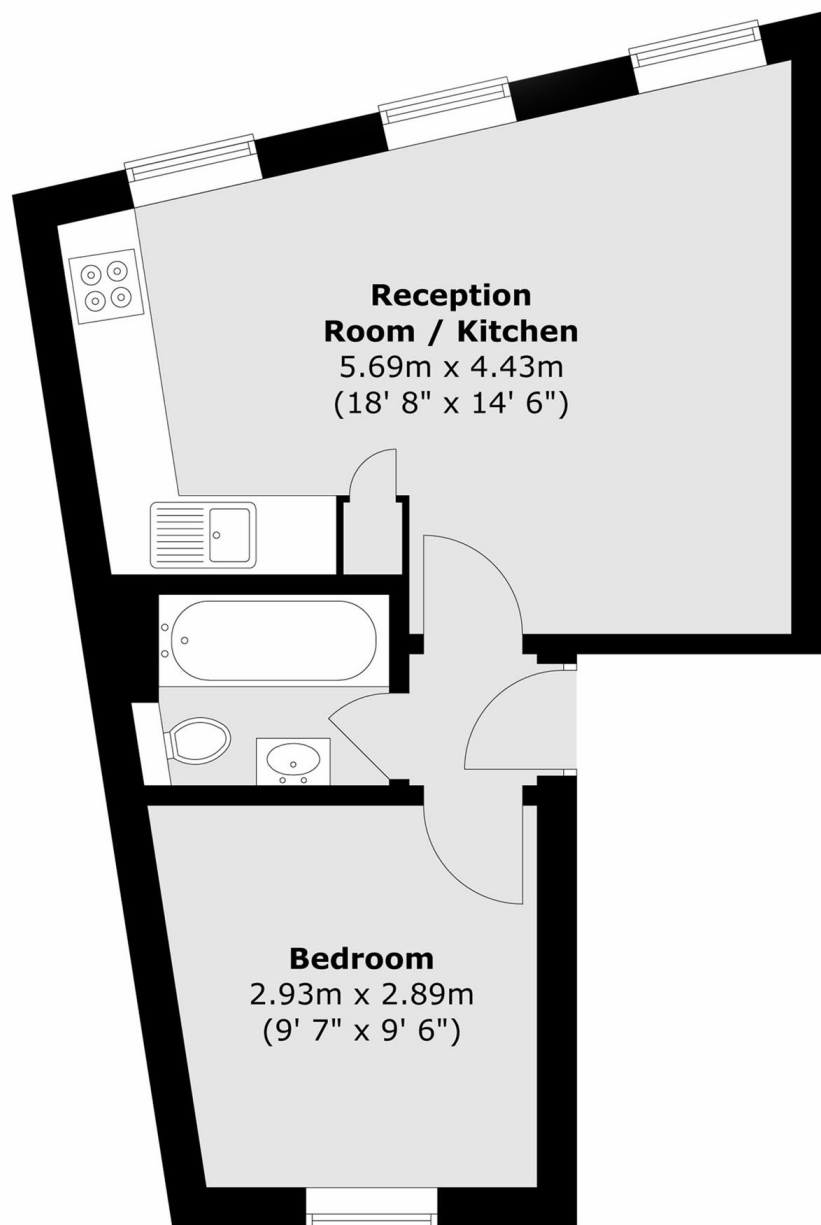 Reception
Room / Kitchen
5.69m x 4.43m
(18' 8" x 14' 6")
Bedroom
2.93m x 2.89m
(9' 7" x 9' 6")